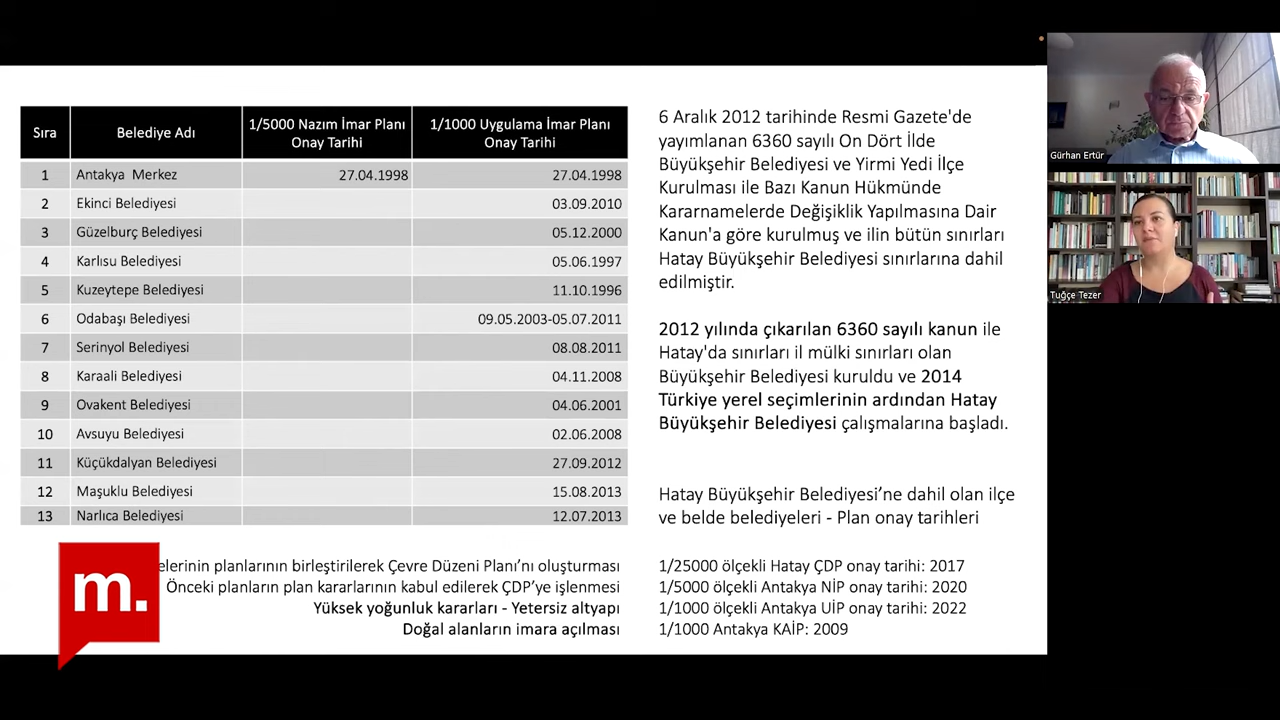 Sıra
Belediye Adı
1/5000 Nazım İmar Planı
Onay Tarihi
1/1000 Uygulama İmar Planı
Onay Tarihi
1 Antakya Merkez 27.04.1998 27.04.1998
2 Ekinci Belediyesi 03.09.2010
3 Güzelburç Belediyesi 05.12.2000
4 Karlısu Belediyesi 05.06.1997
5 Kuzeytepe Belediyesi 11.10.1996
6 Odabaşı Belediyesi 09.05.2003-05.07.2011
7 Serinyol Belediyesi 08.08.2011
8 Karaali Belediyesi 04.11.2008
9 Ovakent Belediyesi 04.06.2001
10 Avsuyu Belediyesi 02.06.2008
11 Küçükdalyan Belediyesi 27.09.2012
12 Maşuklu Belediyesi 15.08.2013
13 Narlıca Belediyesi 12.07.2013
elerinin planlarının birleştirilerek Çevre Düzeni Planı’nı oluşturması
Önceki planların plan kararlarının kabul edilerek ÇDP’ye işlenmesi
Yüksek yoğunluk kararları - Yetersiz altyapı
Doğal alanların imara açılması
m.
6 Aralık 2012 tarihinde Resmi Gazete'de
yayımlanan 6360 sayılı On Dört İlde
Büyükşehir Belediyesi ve Yirmi Yedi İlçe
Kurulması ile Bazı Kanun Hükmünde
Kararnamelerde Değişiklik Yapılmasına Dair
Kanun'a göre kurulmuş ve ilin bütün sınırları
Hatay Büyükşehir Belediyesi sınırlarına dahil
edilmiştir.
2012 yılında çıkarılan 6360 sayılı kanun ile
Hatay'da sınırları il mülki sınırları olan
Büyükşehir Belediyesi kuruldu ve 2014
Türkiye yerel seçimlerinin ardından Hatay
Büyükşehir Belediyesi çalışmalarına başladı.
Hatay Büyükşehir Belediyesi’ne dahil olan ilçe
ve belde belediyeleri - Plan onay tarihleri
1/25000 ölçekli Hatay ÇDP onay tarihi: 2017
1/5000 ölçekli Antakya NİP onay tarihi: 2020
1/1000 ölçekli Antakya UİP onay tarihi: 2022
1/1000 Antakya KAİP: 2009
Gürhan Ertür
Tuğçe Tezer